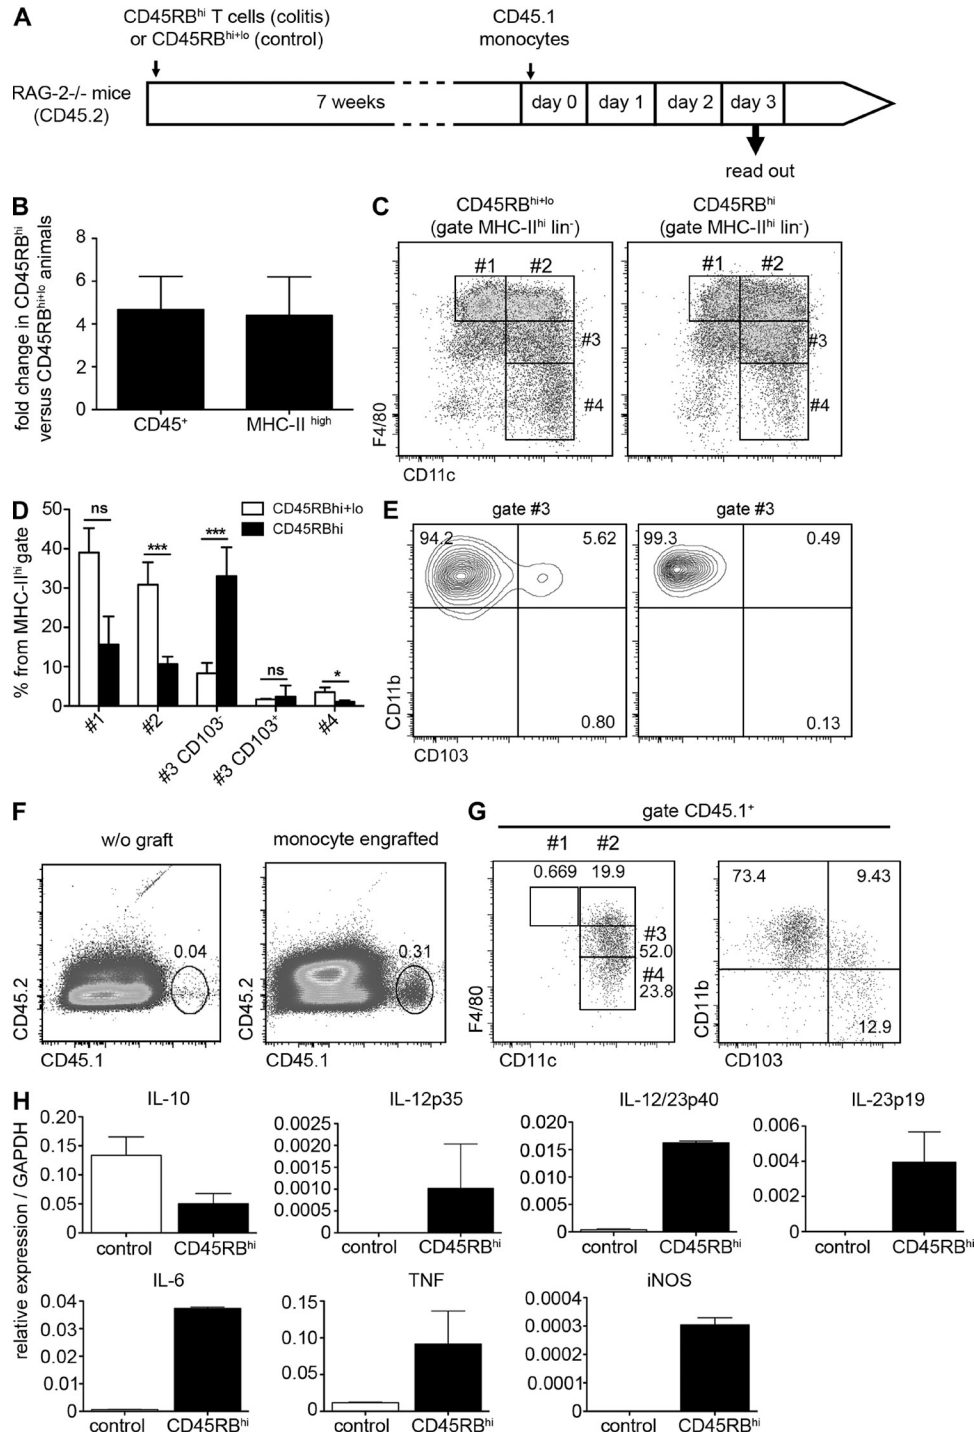 A
CD45RBhi T cells (colitis)
or CD45RBhi+lo (control)
CD45.1
monocytes
RAG-2-/- mice
(CD45.2)
7 weeks
day 0
day 1
day 2
day 3
read out
B
fold change in CD45RBhi
versus CD45RBhi+lo animals
8
6
4
2
0
CD45+
MHC-II high
C
CD45RBhi+lo
(gate MHC-IIhi lin-)
CD45RBhi
(gate MHC-IIhi lin-)
#1 #2
#3
#4
#1 #2
#3
#4
F4/80
CD11c
D
% from MHC-IIhi gate
50
40
30
20
10
0
ns
***
***
ns
*
CD45RBhi+lo
CD45RBhi
#1
#2
#3 CD103-
#3 CD103+
#4
E
gate #3
94.2
5.62
0.80
gate #3
99.3
0.49
0.13
CD11b
CD103
F
w/o graft
monocyte engrafted
0.04
0.31
CD45.2
CD45.1
CD45.2
CD45.1
G
gate CD45.1+
#1 #2
0.669 19.9
#3
52.0
#4
23.8
F4/80
CD11c
73.4
9.43
12.9
CD11b
CD103
H
relative expression / GAPDH
IL-10
0.20
0.15
0.10
0.05
0
control
CD45RBhi
IL-12p35
0.0025
0.0020
0.0015
0.0010
0.0005
0
control
CD45RBhi
IL-12/23p40
0.020
0.015
0.010
0.005
0
control
CD45RBhi
IL-23p19
0.006
0.004
0.002
0
control
CD45RBhi
IL-6
0.04
0.03
0.02
0.01
0
control
CD45RBhi
TNF
0.15
0.10
0.05
0
control
CD45RBhi
iNOS
0.0004
0.0003
0.0002
0.0001
0
control
CD45RBhi